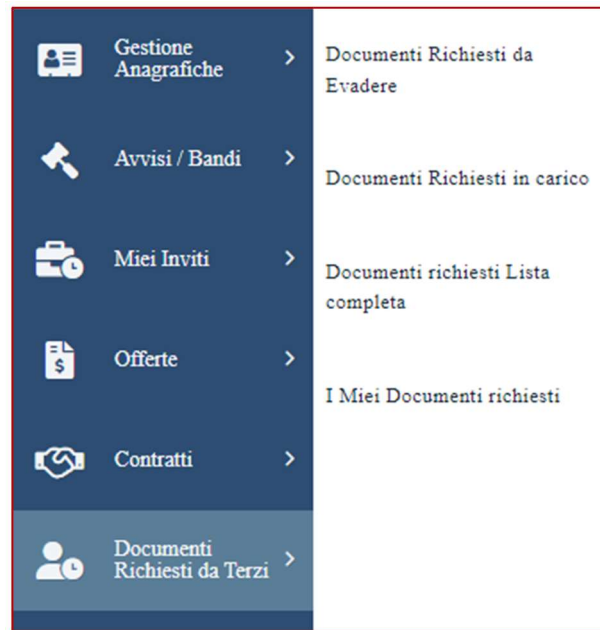 Gestione
Anagrafiche
Avvisi / Bandi
Miei Inviti
Offerte
Contratti
Documenti
Richiesti da Terzi
Documenti Richiesti da
Evadere
Documenti Richiesti in carico
Documenti richiesti Lista
completa
I Miei Documenti richiesti